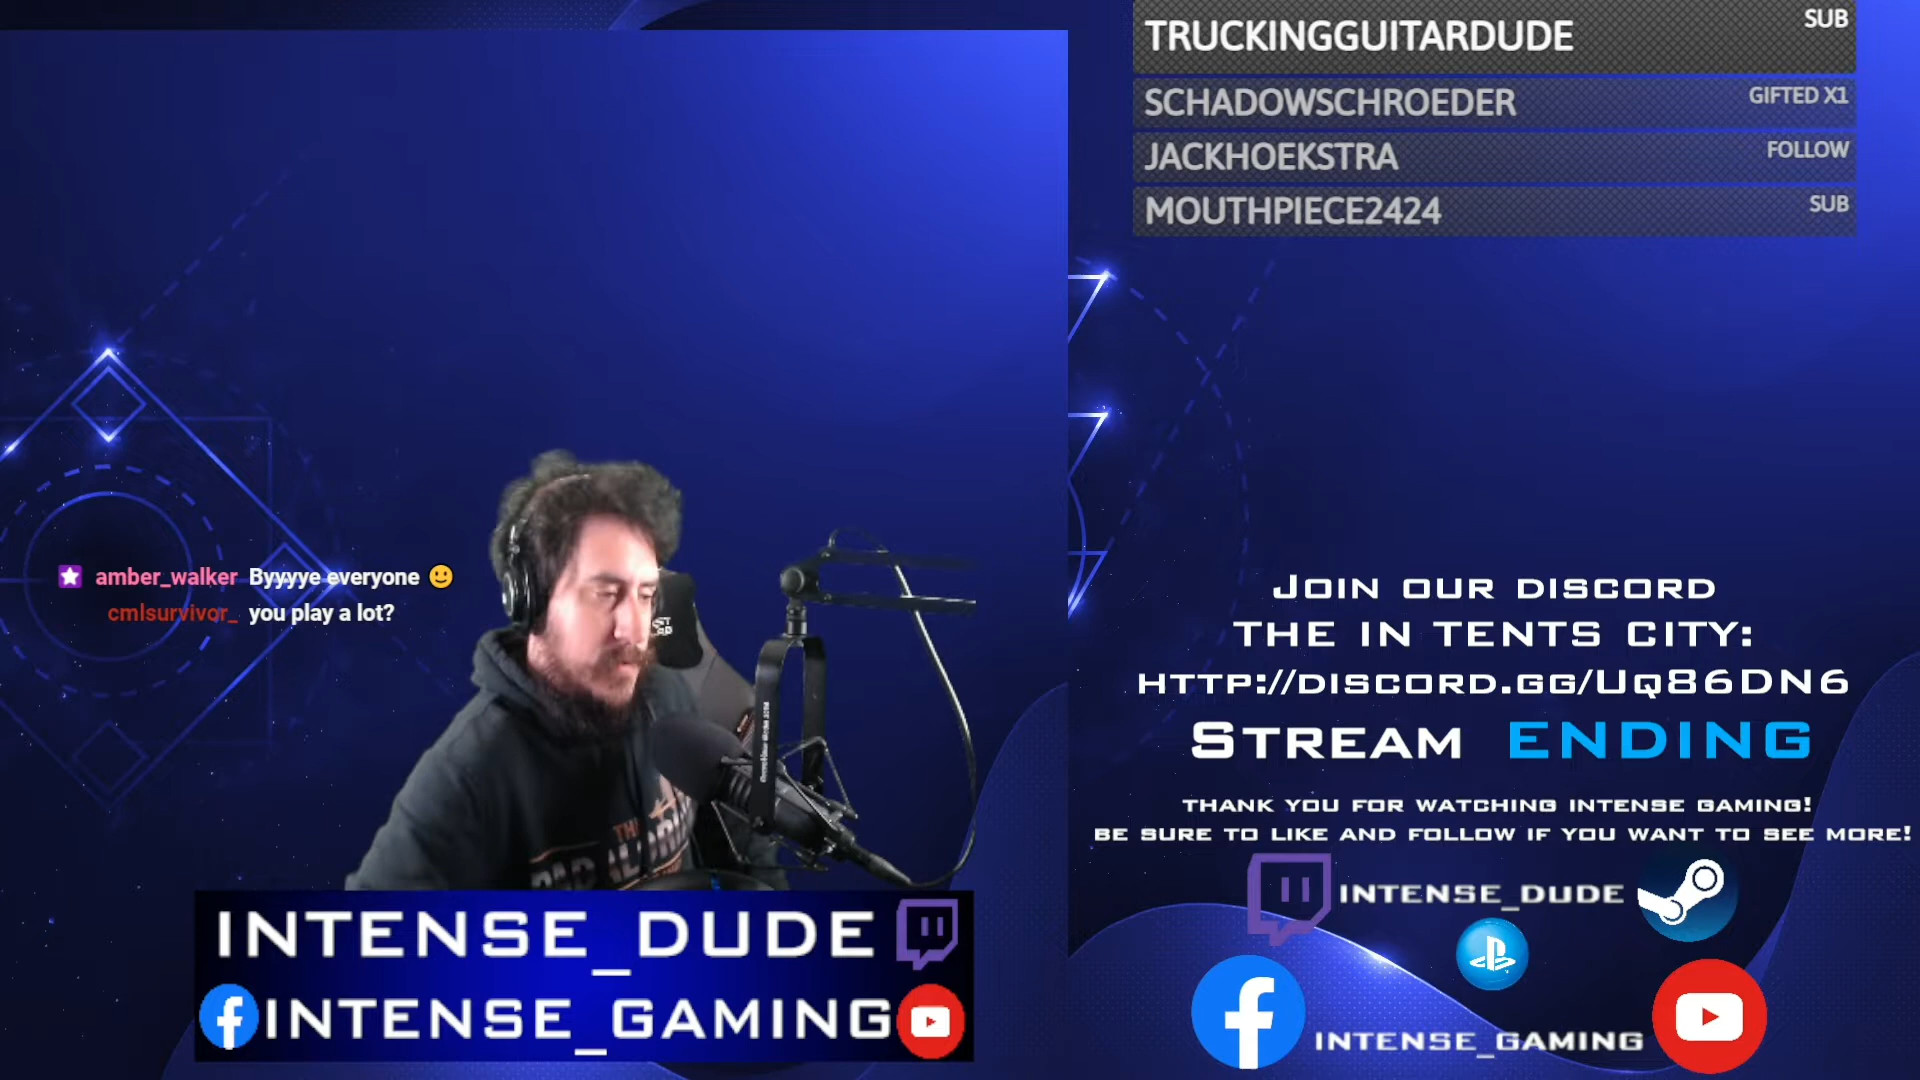 TRUCKINGGUITARDUDE SUB
SCHADOWSCHROEDER GIFTED X1
JACKHOEKSTRA FOLLOW
MOUTHPIECE2424 SUB
amber_walker Byyyye everyone
cmlsurvivor_ you play a lot?
JOIN OUR DISCORD
THE IN TENTS CITY:
HTTP://DISCORD.GG/UQ86DN6
STREAM ENDING
THANK YOU FOR WATCHING INTENSE GAMING!
BE SURE TO LIKE AND FOLLOW IF YOU WANT TO SEE MORE!
INTENSE_DUDE
INTENSE_GAMING
INTENSE_DUDE
INTENSE_GAMING